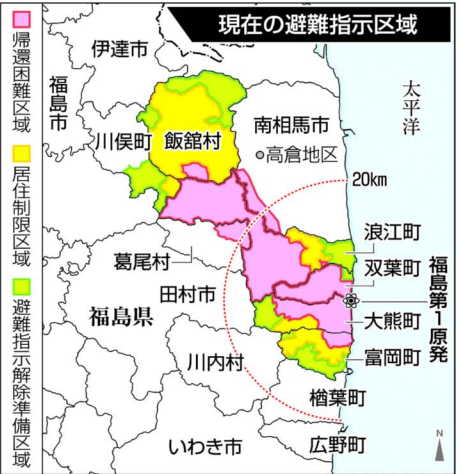 現在の避難指示区域
帰還困難区域
居住制限区域
避難指示解除準備区域
伊達市
福島市
川俣町
飯舘村
南相馬市
高倉地区
太平洋
20km
浪江町
双葉町
福島第1原発
葛尾村
田村市
福島県
大熊町
富岡町
川内村
楢葉町
いわき市
広野町
N